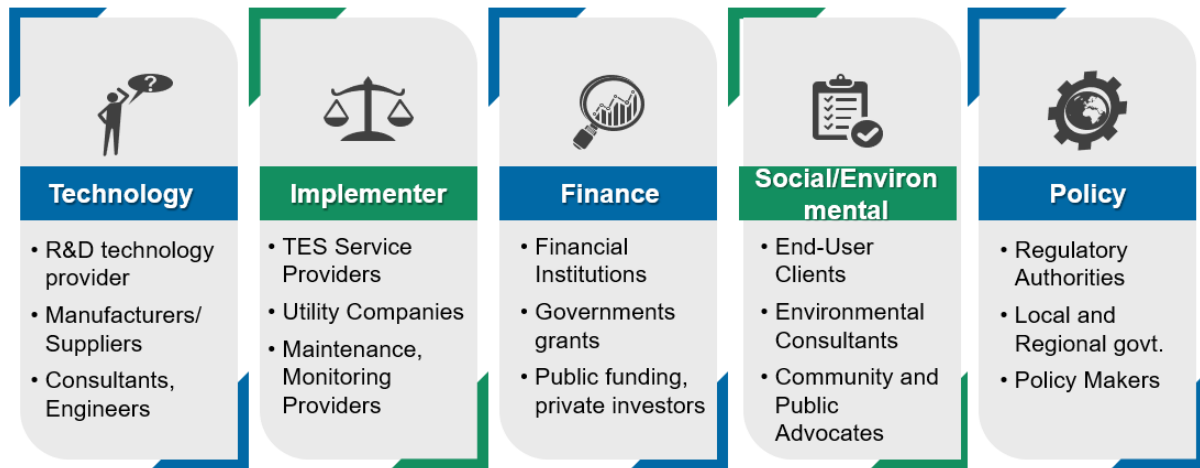 ?
Technology
• R&D technology
provider
• Manufacturers/
Suppliers
• Consultants,
Engineers
Implementer
• TES Service
Providers
• Utility Companies
• Maintenance,
Monitoring
Providers
Finance
• Financial
Institutions
• Governments
grants
• Public funding,
private investors
Social/Environ
mental
• End-User
Clients
• Environmental
Consultants
• Community and
Public
Advocates
Policy
• Regulatory
Authorities
• Local and
Regional govt.
• Policy Makers